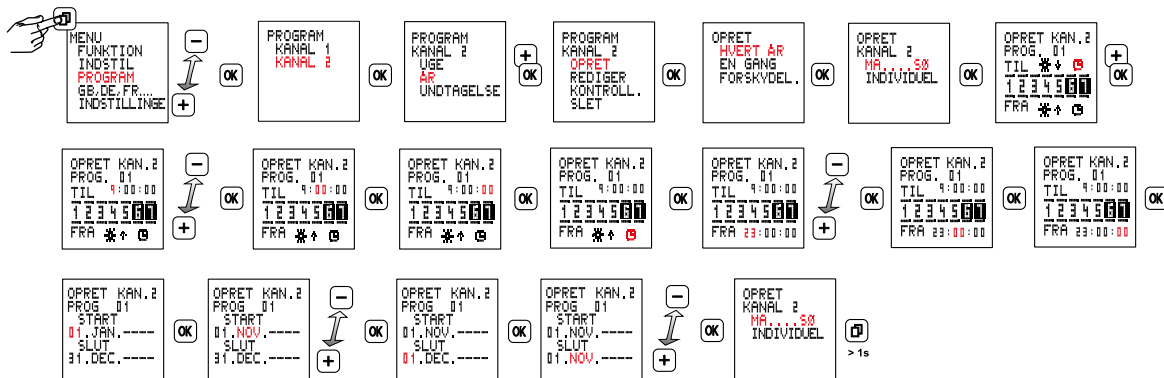 MENU
FUNKTION
INDSTIL
PROGRAM
GB,DE,FR....
INDSTILLINGE
−
+
OK
PROGRAM
KANAL 1
KANAL 2
OK
PROGRAM
KANAL 2
UGE
ÅR
UNDTAGELSE
+
OK
PROGRAM
KANAL 2
OPRET
REDIGER
KONTROLL.
SLET
OK
OPRET
HVERT ÅR
EN GANG
FORSKYDEL.
OK
OPRET
KANAL 2
MA....SØ
INDIVIDUEL
OK
OPRET KAN.2
PROG. 01
TIL
1 2 3 4 5 6 7
FRA
+
OK
OPRET KAN.2
PROG. 01
TIL 9:00:00
1 2 3 4 5 6 7
FRA
−
+
OK
OPRET KAN.2
PROG. 01
TIL 9:00:00
1 2 3 4 5 6 7
FRA
OK
OPRET KAN.2
PROG. 01
TIL 9:00:00
1 2 3 4 5 6 7
FRA
OK
OPRET KAN.2
PROG. 01
TIL 9:00:00
1 2 3 4 5 6 7
FRA
OK
OPRET KAN.2
PROG. 01
TIL 9:00:00
1 2 3 4 5 6 7
FRA 23:00:00
−
+
OK
OPRET KAN.2
PROG. 01
TIL 9:00:00
1 2 3 4 5 6 7
FRA 23:00:00
OK
OPRET KAN.2
PROG. 01
TIL 9:00:00
1 2 3 4 5 6 7
FRA 23:00:00
OK
OPRET KAN.2
PROG 01
START
01.JAN.----
SLUT
31.DEC.----
OK
OPRET KAN.2
PROG 01
START
01.NOV.----
SLUT
31.DEC.----
−
+
OK
OPRET KAN.2
PROG 01
START
01.NOV.----
SLUT
01.DEC.----
OK
OPRET KAN.2
PROG 01
START
01.NOV.----
SLUT
01.NOV.----
−
+
OK
OPRET
KANAL 2
MA....SØ
INDIVIDUEL
> 1s